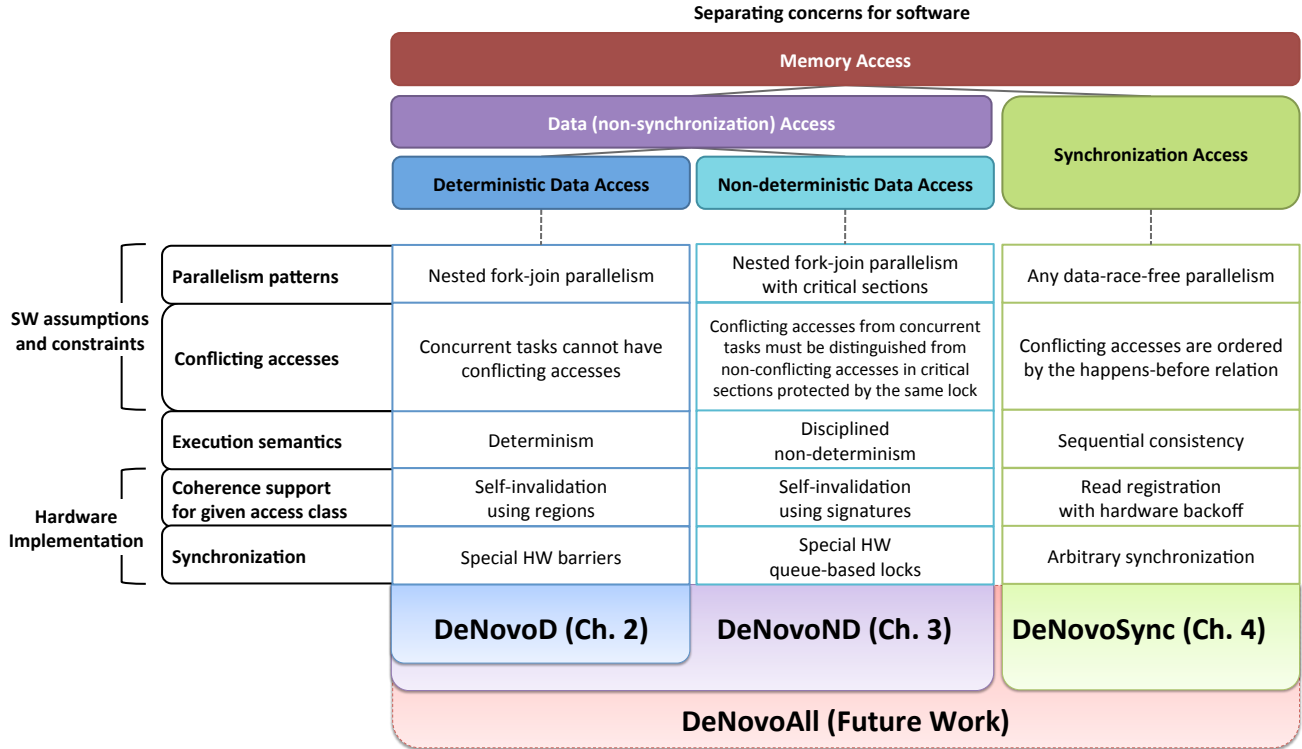 Separating concerns for software
Memory Access
Data (non-synchronization) Access
Synchronization Access
Deterministic Data Access
Non-deterministic Data Access
SW assumptions
and constraints
Parallelism patterns
Nested fork-join parallelism
Nested fork-join parallelism
with critical sections
Any data-race-free parallelism
Conflicting accesses
Concurrent tasks cannot have
conflicting accesses
Conflicting accesses from concurrent
tasks must be distinguished from
non-conflicting accesses in critical
sections protected by the same lock
Conflicting accesses are ordered
by the happens-before relation
Execution semantics
Determinism
Disciplined
non-determinism
Sequential consistency
Hardware
Implementation
Coherence support
for given access class
Self-invalidation
using regions
Self-invalidation
using signatures
Read registration
with hardware backoff
Synchronization
Special HW barriers
Special HW
queue-based locks
Arbitrary synchronization
DeNovoD (Ch. 2)
DeNovoND (Ch. 3)
DeNovoSync (Ch. 4)
DeNovoAll (Future Work)